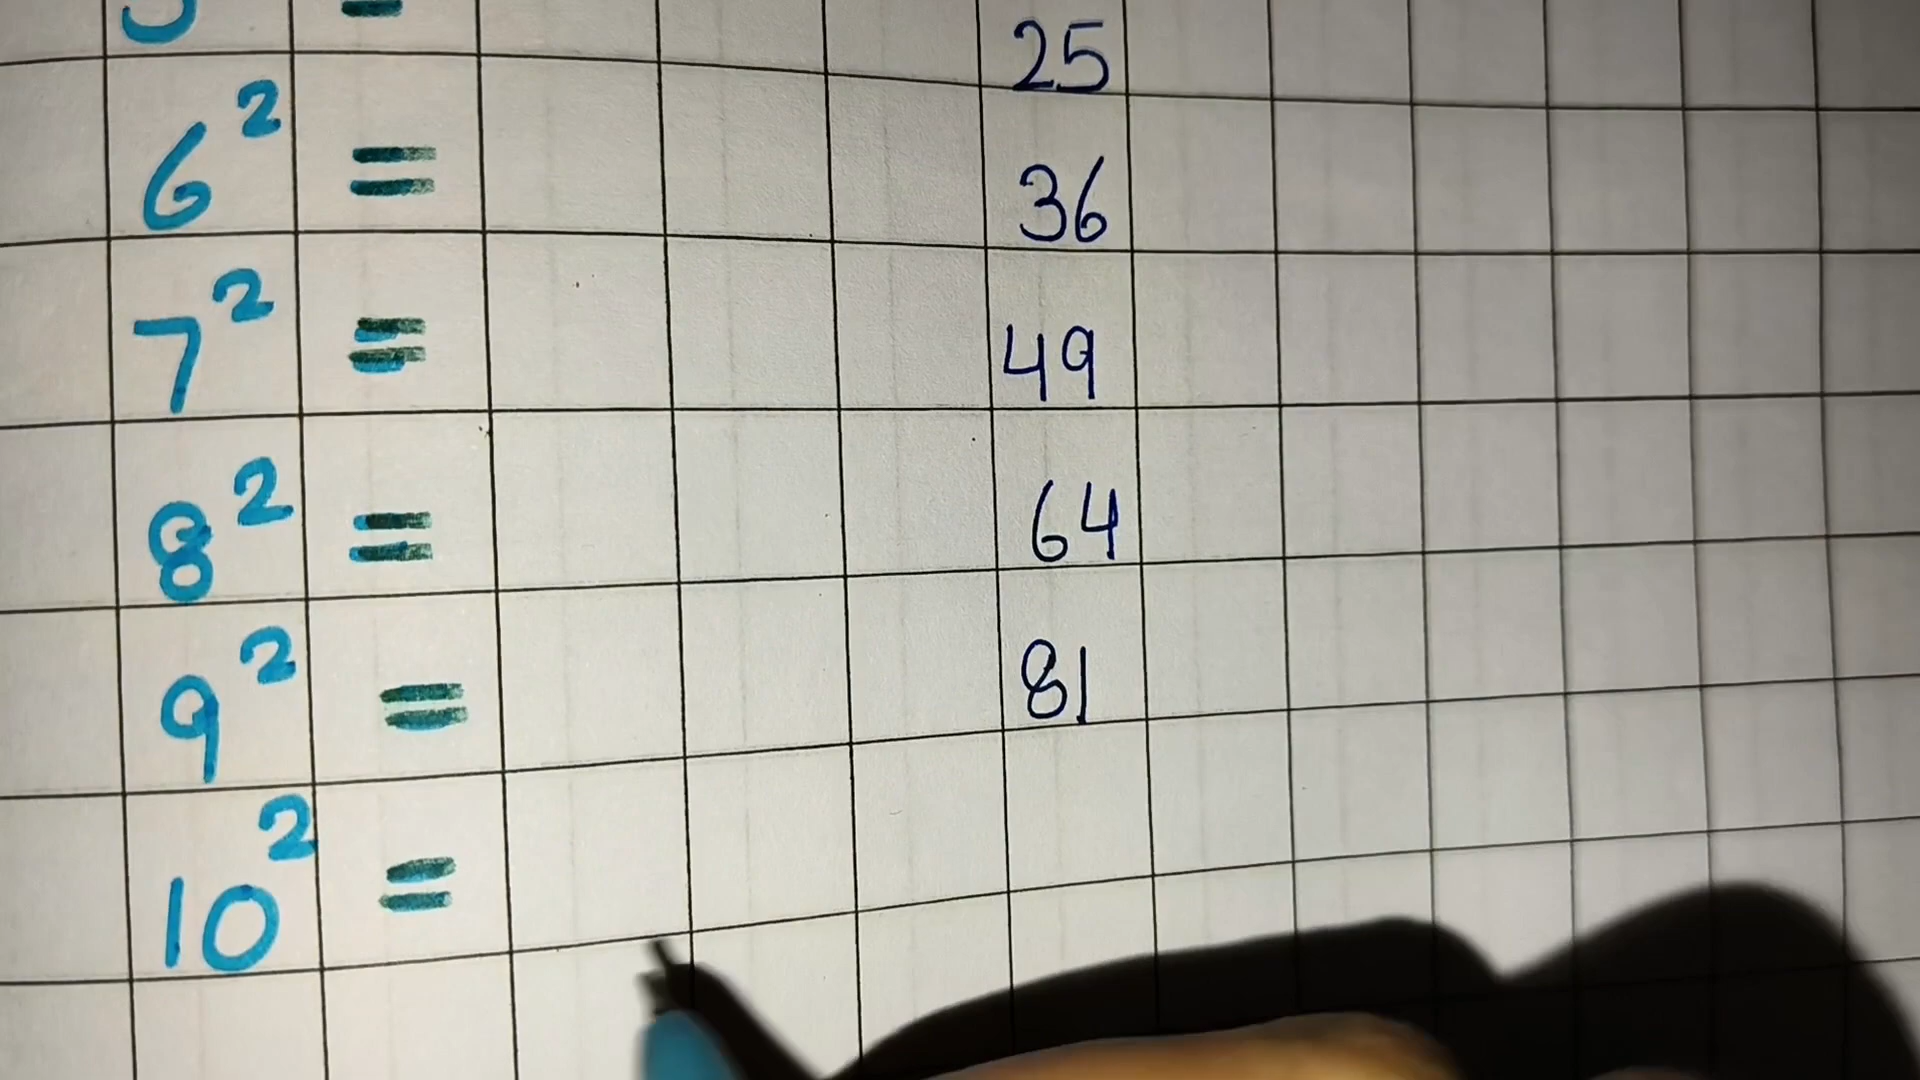 = 25
6² = 36
7² = 49
8² = 64
9² = 81
10² =